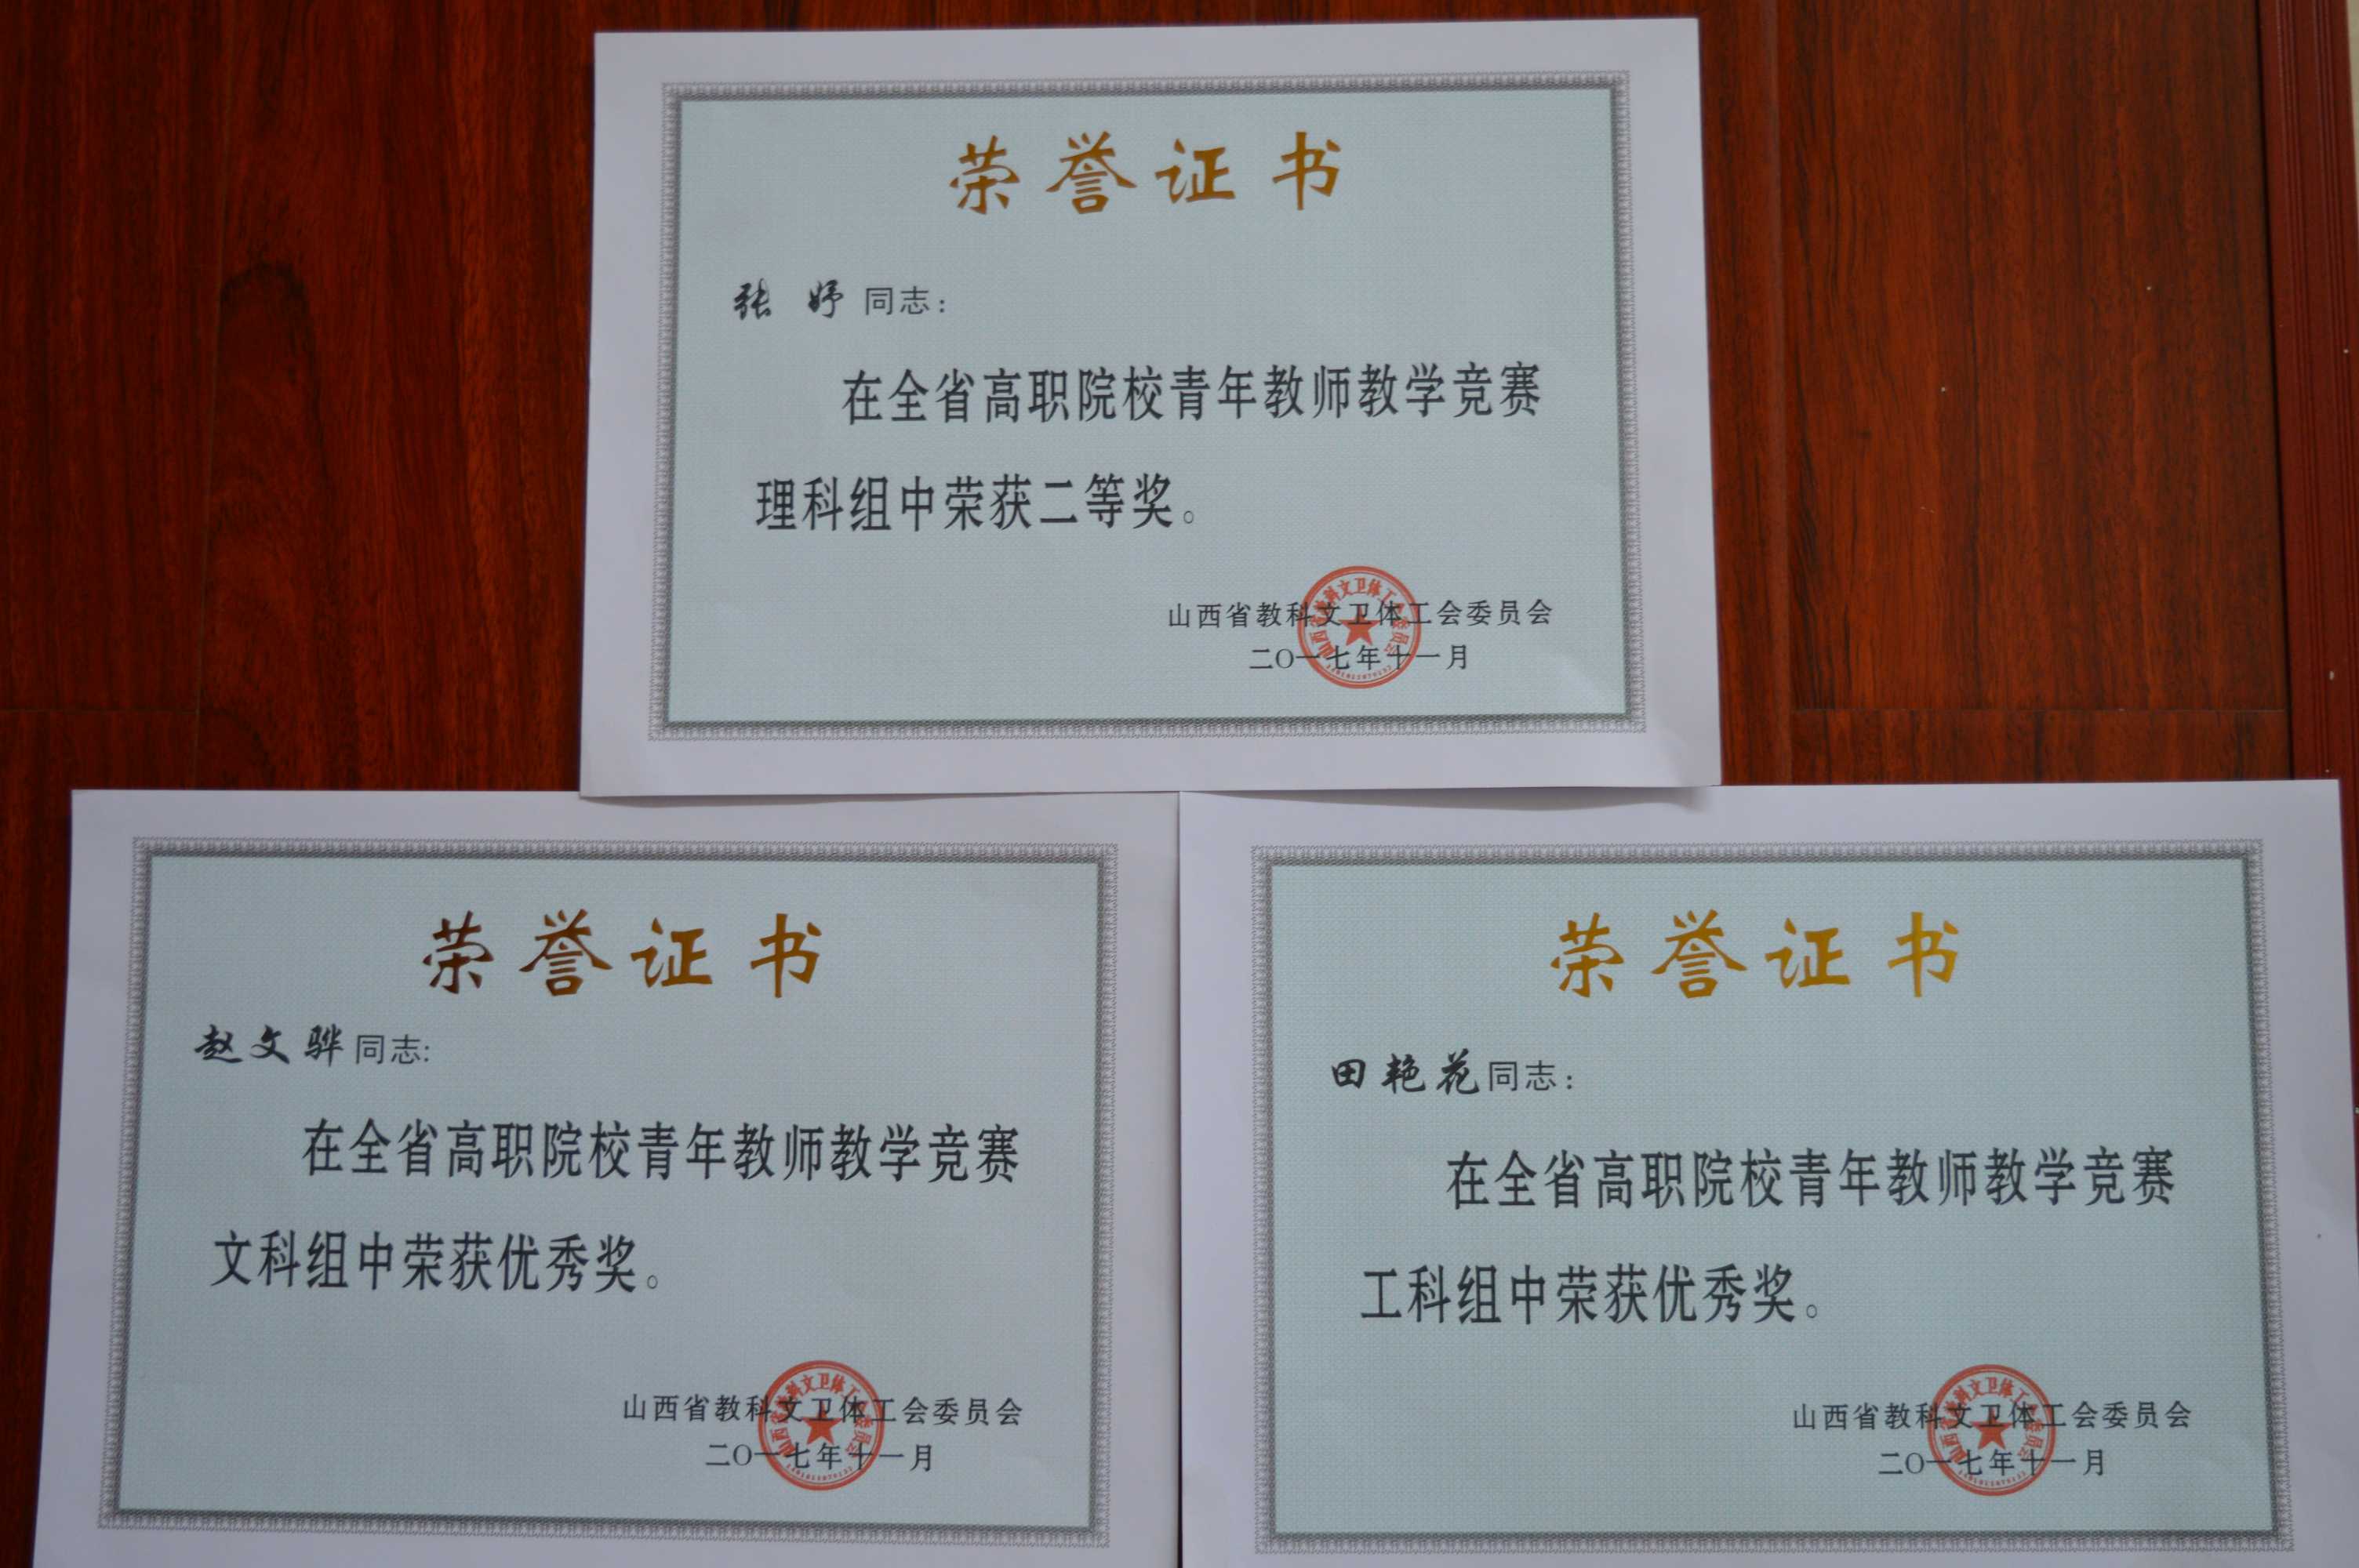 荣誉证书
张 妤 同志：
在全省高职院校青年教师教学竞赛
理科组中荣获二等奖。
山西省教科文卫体工会委员会
二〇一七年十一月
荣誉证书
赵文骅同志:
在全省高职院校青年教师教学竞赛
文科组中荣获优秀奖。
山西省教科文卫体工会委员会
二〇一七年十一月
荣誉证书
田艳花同志：
在全省高职院校青年教师教学竞赛
工科组中荣获优秀奖。
山西省教科文卫体工会委员会
二〇一七年十一月